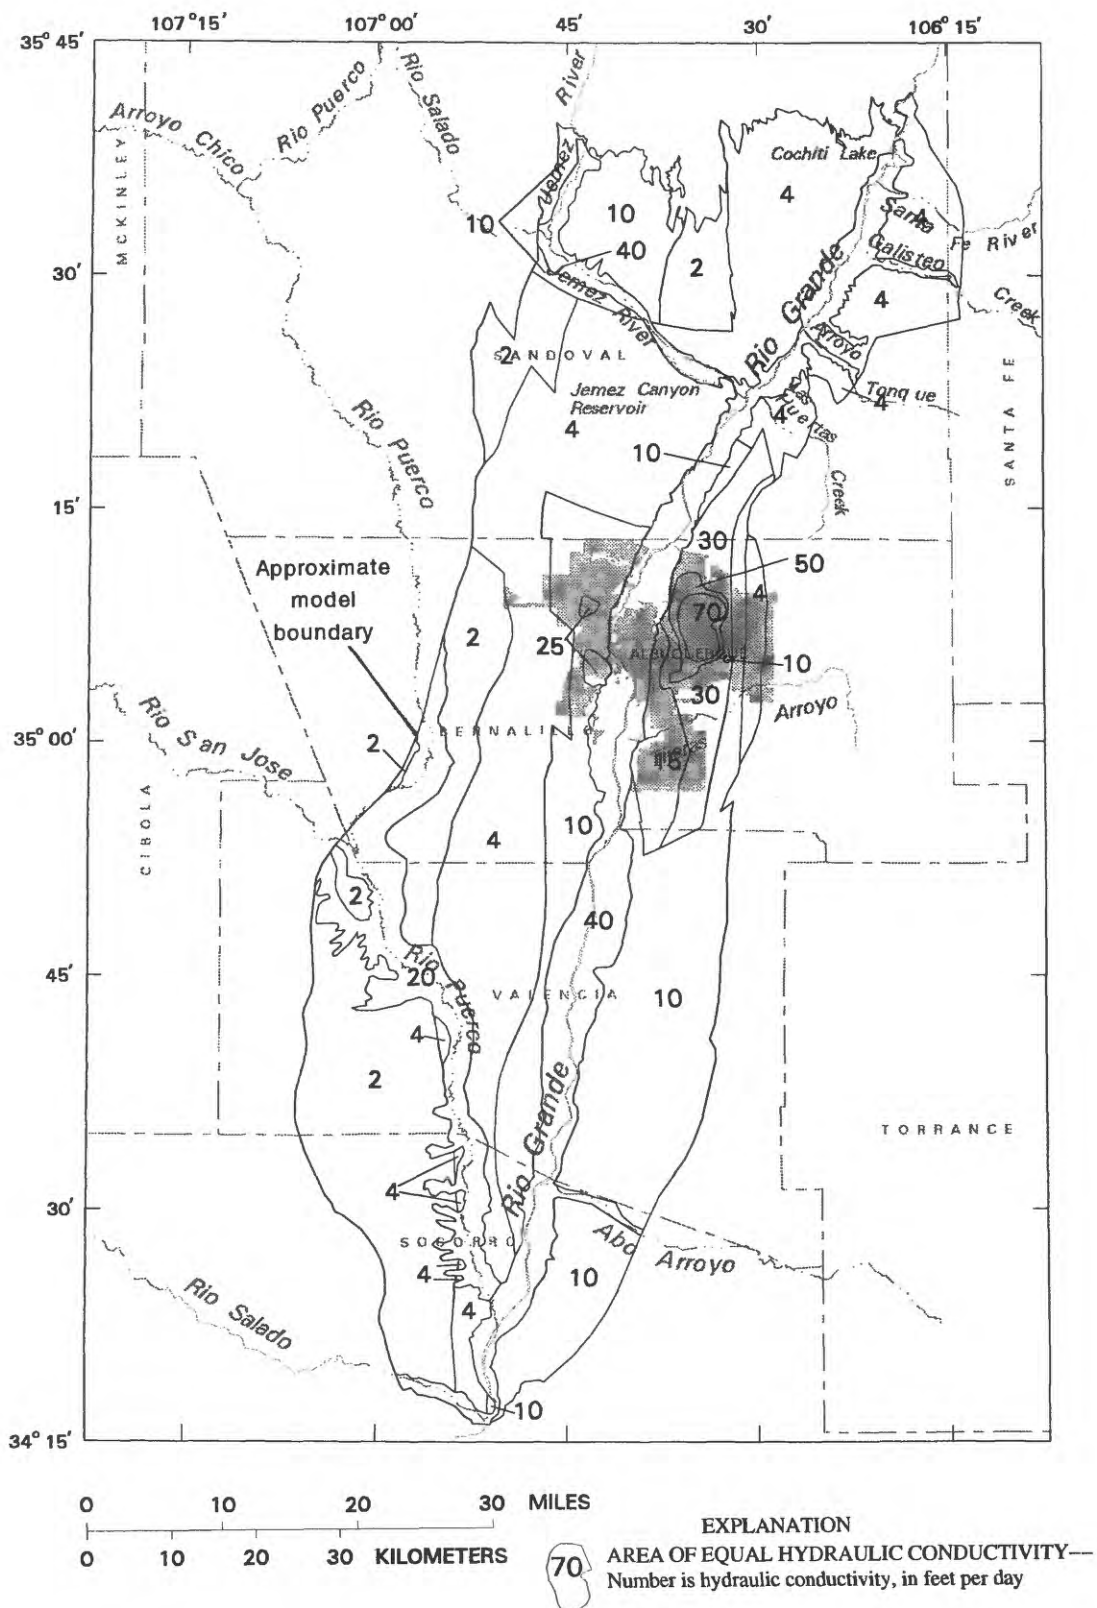 107° 15′
107° 00′
45′
30′
106° 15′
35° 45′
30′
15′
35° 00′
45′
30′
34° 15′
Arroyo Chico
Rio Puerco
Rio Salado
River
Jemez
MCKINLEY
Cochiti Lake
4
10
10
40
2
Santa
4
Fe River
Galisteo
4
Creek
Jemez River
Rio Grande
Arroyo
Tonque
4
2
SANDOVAL
Jemez Canyon
Reservoir
4
Las
4
Huertas
Creek
SANTA FE
Rio Puerco
10
30
50
4
70
Approximate
model
boundary
2
25
ALBUQUERQUE
10
30
Arroyo
Rio San Jose
2
BERNALILLO
15
CIBOLA
4
10
2
40
Rio Puerco
20
VALENCIA
10
4
2
Rio Grande
TORRANCE
4
Abo
Arroyo
SOCORRO
4
10
4
Rio Salado
10
0 10 20 30 MILES
0 10 20 30 KILOMETERS
EXPLANATION
70
AREA OF EQUAL HYDRAULIC CONDUCTIVITY—
Number is hydraulic conductivity, in feet per day